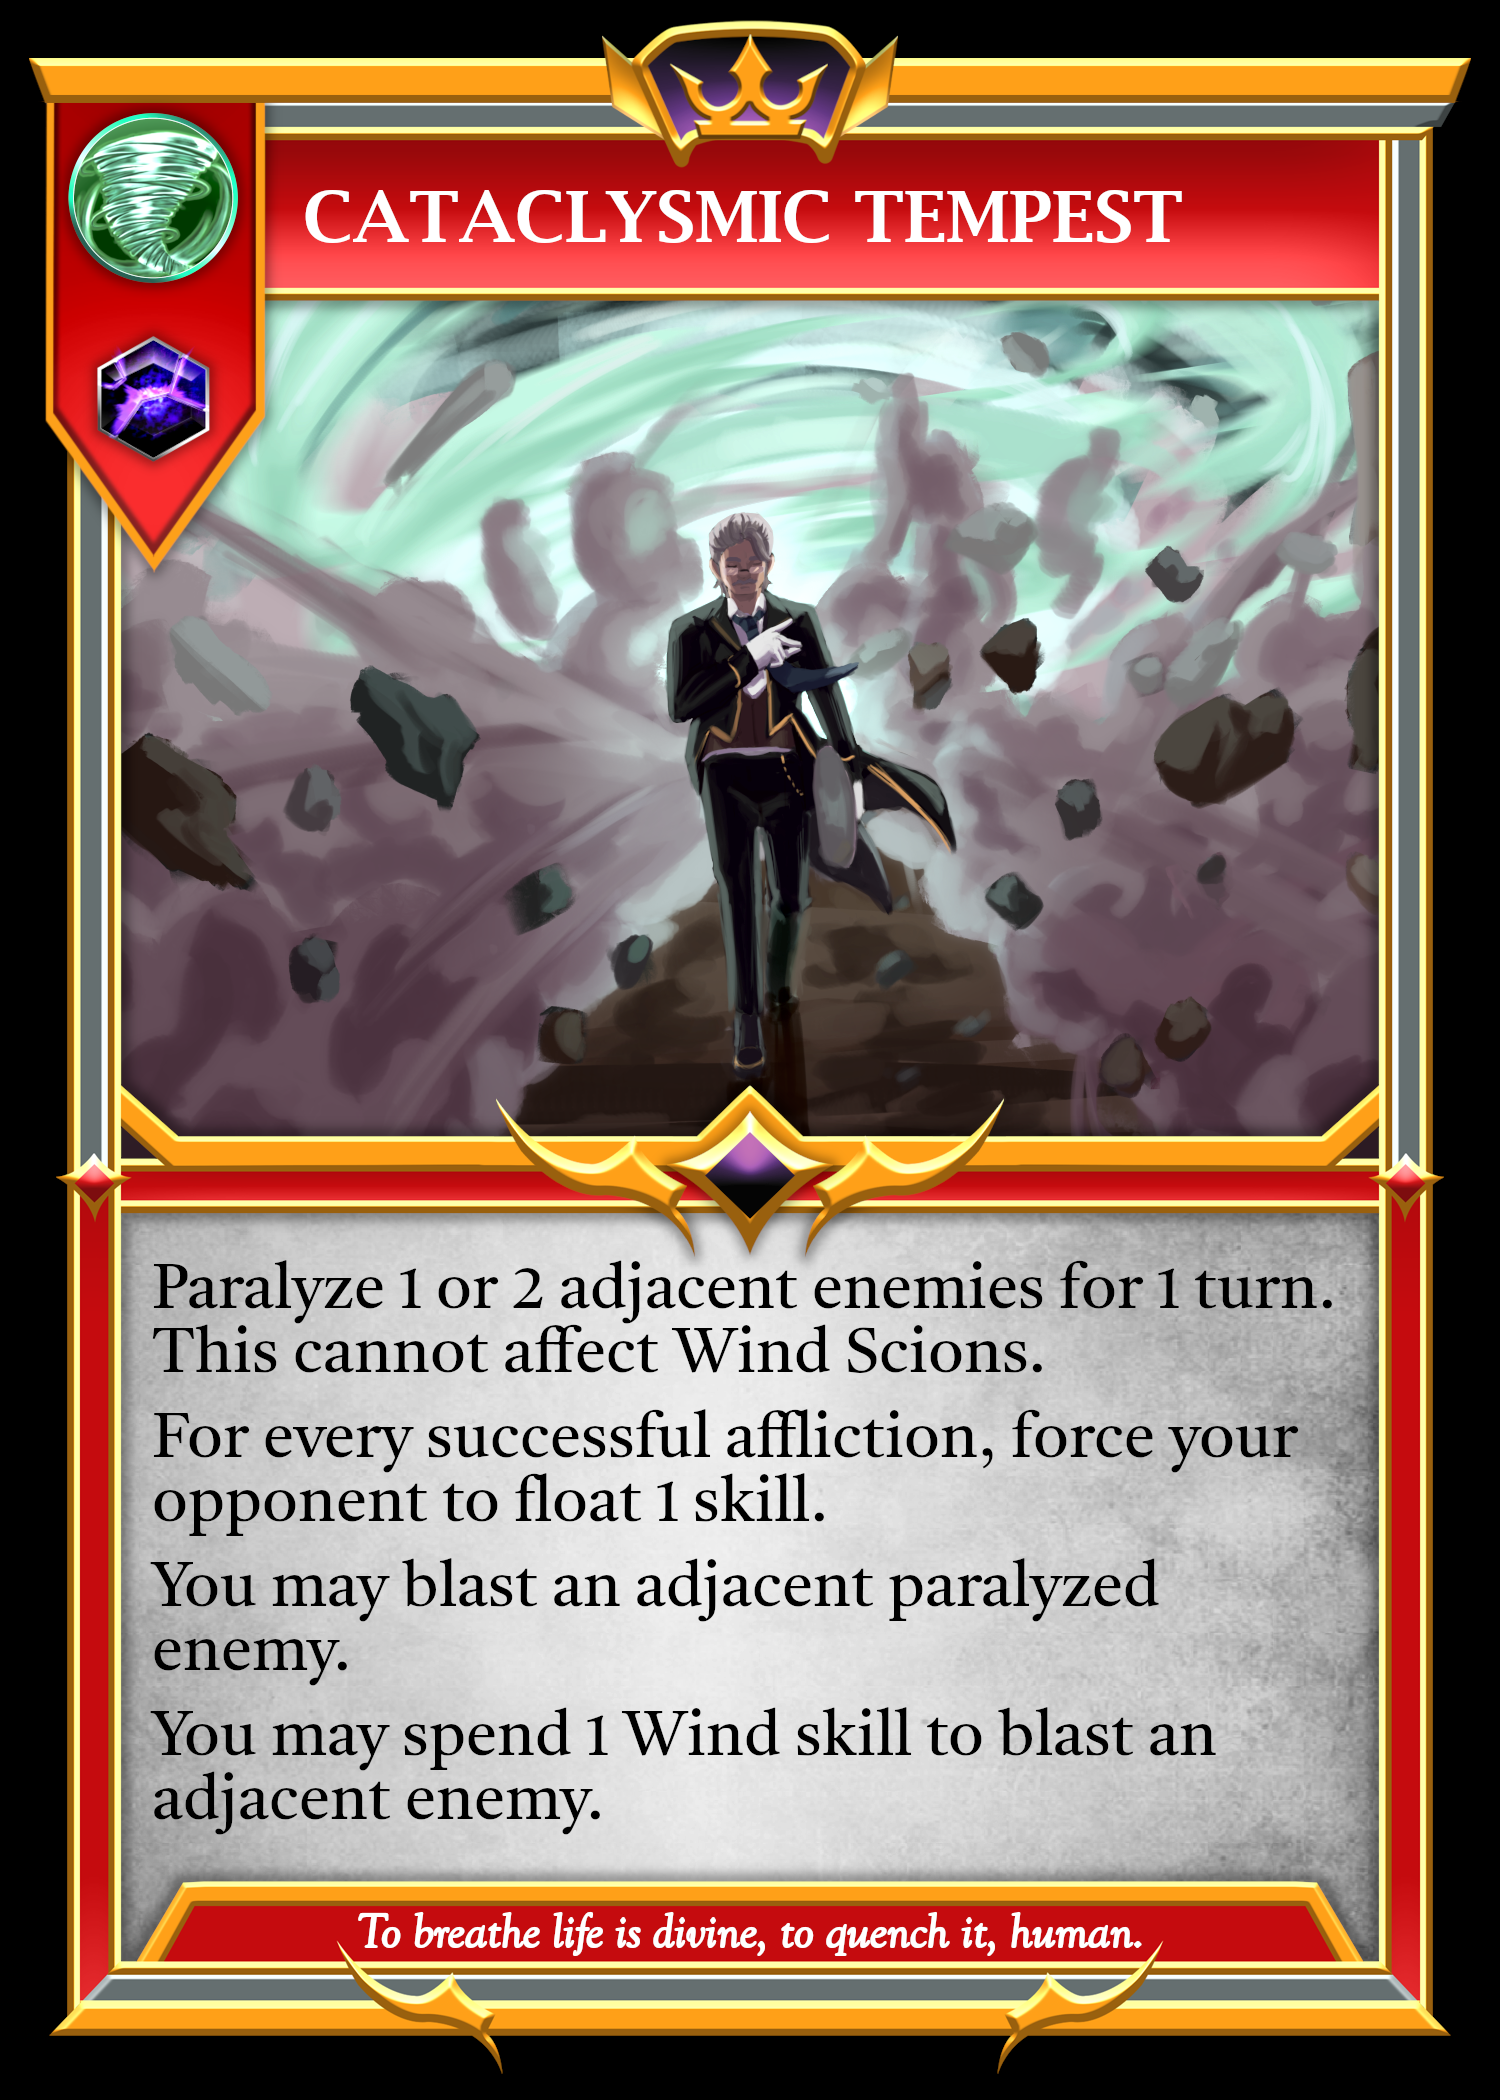 CATACLYSMIC TEMPEST
Paralyze 1 or 2 adjacent enemies for 1 turn.
This cannot affect Wind Scions.
For every successful affliction, force your
opponent to float 1 skill.
You may blast an adjacent paralyzed
enemy.
You may spend 1 Wind skill to blast an
adjacent enemy.
To breathe life is divine, to quench it, human.